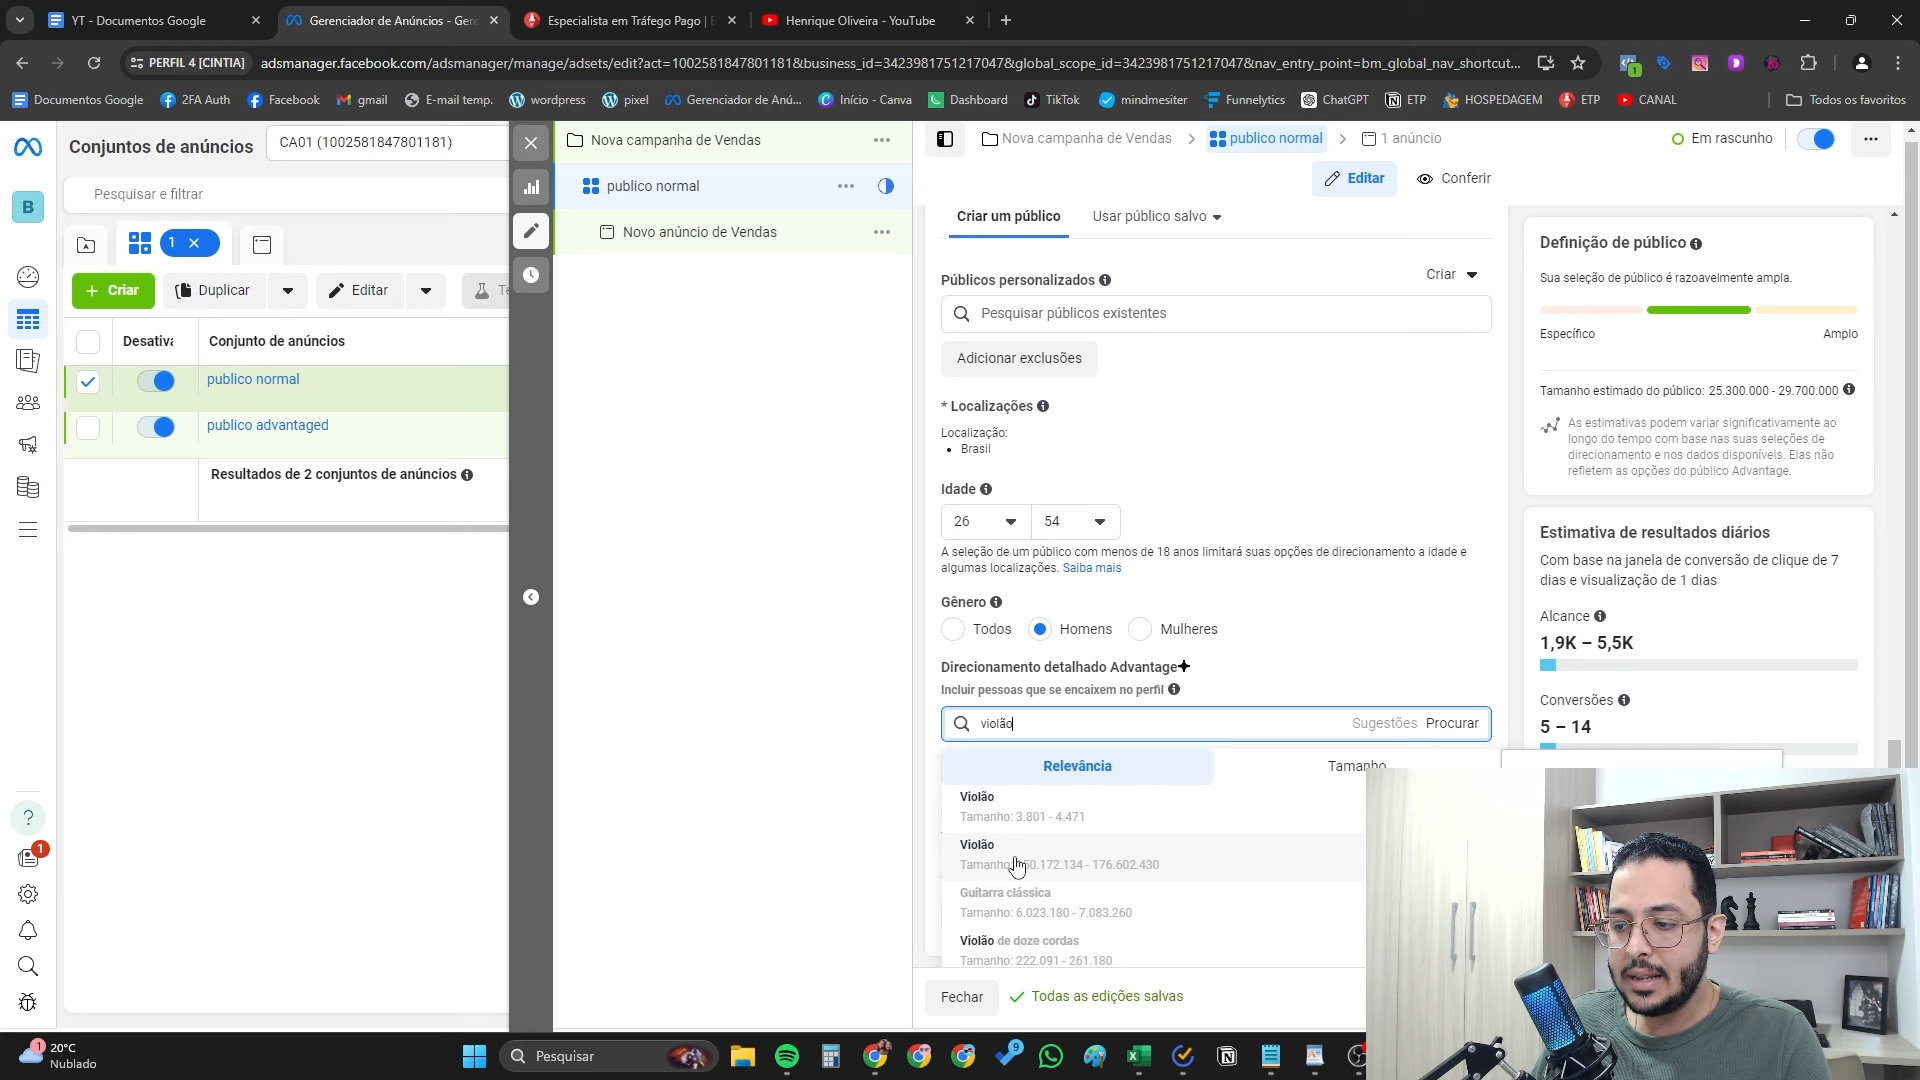 YT - Documentos Google
Gerenciador de Anúncios - Gere
Especialista em Tráfego Pago | E
Henrique Oliveira - YouTube
PERFIL 4 [CINTIA]
adsmanager.facebook.com/adsmanager/manage/adsets/edit?act=1002581847801181&business_id=3423981751217047&global_scope_id=3423981751217047&nav_entry_point=bm_global_nav_shortcut...
1
Documentos Google
2FA Auth
Facebook
gmail
E-mail temp.
wordpress
pixel
Gerenciador de Anú...
Início - Canva
Dashboard
TikTok
mindmesiter
Funnelytics
ChatGPT
ETP
HOSPEDAGEM
ETP
CANAL
Todos os favoritos
Conjuntos de anúncios
CA01 (1002581847801181)
B
Pesquisar e filtrar
1
+ Criar
Duplicar
Editar
Te
Desativa
Conjunto de anúncios
publico normal
publico advantaged
Resultados de 2 conjuntos de anúncios
?
1
Nova campanha de Vendas
publico normal
Novo anúncio de Vendas
Nova campanha de Vendas
publico normal
1 anúncio
Em rascunho
Editar
Conferir
Criar um público
Usar público salvo
Públicos personalizados
Criar
Pesquisar públicos existentes
Adicionar exclusões
* Localizações
Localização:
Brasil
Idade
26
54
A seleção de um público com menos de 18 anos limitará suas opções de direcionamento a idade e
algumas localizações. Saiba mais
Gênero
Todos
Homens
Mulheres
Direcionamento detalhado Advantage
Incluir pessoas que se encaixem no perfil
violão
Sugestões
Procurar
Relevância
Tamanho
Violão
Tamanho: 3.801 - 4.471
Violão
Tamanho: 0.172.134 - 176.602.430
Guitarra clássica
Tamanho: 6.023.180 - 7.083.260
Violão de doze cordas
Tamanho: 222.091 - 261.180
Fechar
Todas as edições salvas
Definição de público
Sua seleção de público é razoavelmente ampla.
Específico
Amplo
Tamanho estimado do público: 25.300.000 - 29.700.000
As estimativas podem variar significativamente ao
longo do tempo com base nas suas seleções de
direcionamento e nos dados disponíveis. Elas não
refletem as opções do público Advantage.
Estimativa de resultados diários
Com base na janela de conversão de clique de 7
dias e visualização de 1 dias
Alcance
1,9K – 5,5K
Conversões
5 – 14
1
20°C
Nublado
Pesquisar
9